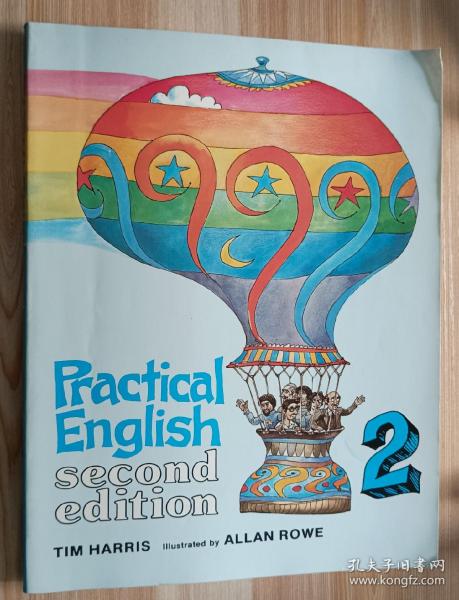 Practical
English
second
edition
2
TIM HARRIS Illustrated by ALLAN ROWE
孔夫子旧书网
www.kongfz.com